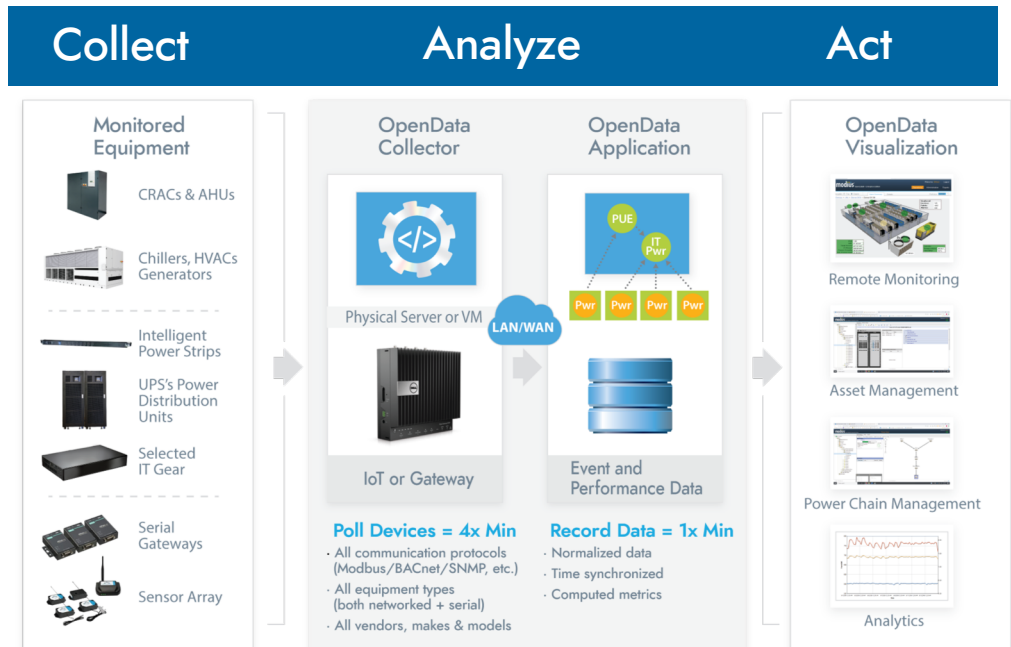 Collect
Analyze
Act
Monitored
Equipment
CRACs & AHUs
Chillers, HVACs
Generators
Intelligent
Power Strips
UPS's Power
Distribution
Units
Selected
IT Gear
Serial
Gateways
Sensor Array
OpenData
Collector
</>
Physical Server or VM
LAN/WAN
DELL
IoT or Gateway
Poll Devices = 4x Min
· All communication protocols
(Modbus/BACnet/SNMP, etc.)
· All equipment types
(both networked + serial)
· All vendors, makes & models
OpenData
Application
PUE
IT
Pwr
Pwr
Pwr
Pwr
Pwr
Event and
Performance Data
Record Data = 1x Min
· Normalized data
· Time synchronized
· Computed metrics
OpenData
Visualization
modius
Remote Monitoring
modius
Asset Management
modius
Power Chain Management
Analytics